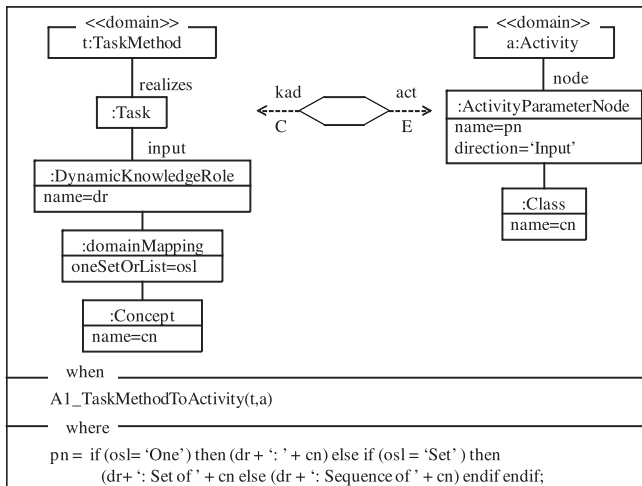 <<domain>>
t:TaskMethod
realizes
:Task
input
:DynamicKnowledgeRole
name=dr
:domainMapping
oneSetOrList=osl
:Concept
name=cn
kad
act
C
E
<<domain>>
a:Activity
node
:ActivityParameterNode
name=pn
direction=‘Input’
:Class
name=cn
when
A1_TaskMethodToActivity(t,a)
where
pn = if (osl= ‘One’) then (dr + ‘: ’ + cn) else if (osl = ‘Set’ ) then
(dr+ ‘: Set of ’ + cn else (dr + ‘: Sequence of ’ + cn) endif endif;